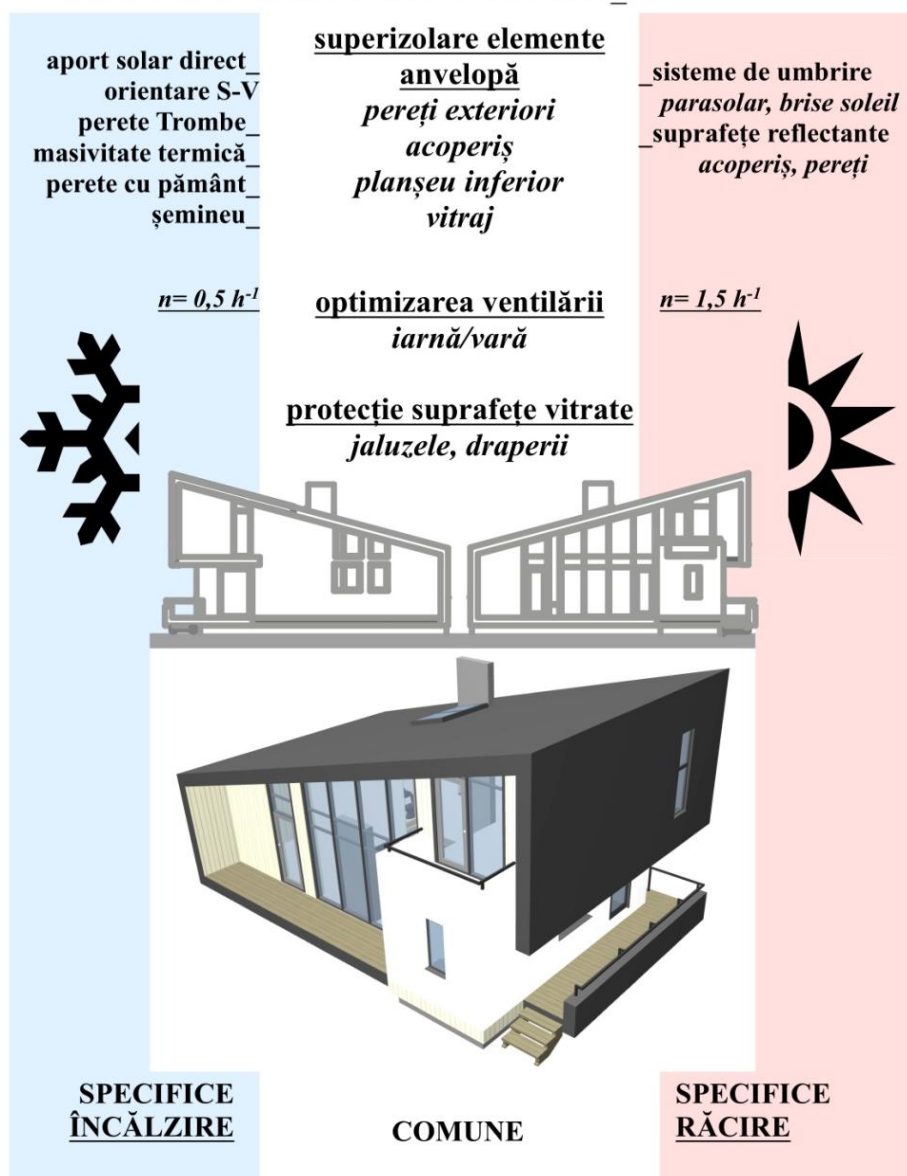 aport solar direct_
orientare S-V
perete Trombe_
masivitate termică_
perete cu pământ_
șemineu_
n= 0,5 h-1
superizolare elemente
anvelopă
pereți exteriori
acoperiș
planșeu inferior
vitraj
optimizarea ventilării
iarnă/vară
protecție suprafețe vitrate
jaluzele, draperii
_sisteme de umbrire
parasolar, brise soleil
_suprafețe reflectante
acoperiș, pereți
n= 1,5 h-1
SPECIFICE
ÎNCĂLZIRE
COMUNE
SPECIFICE
RĂCIRE